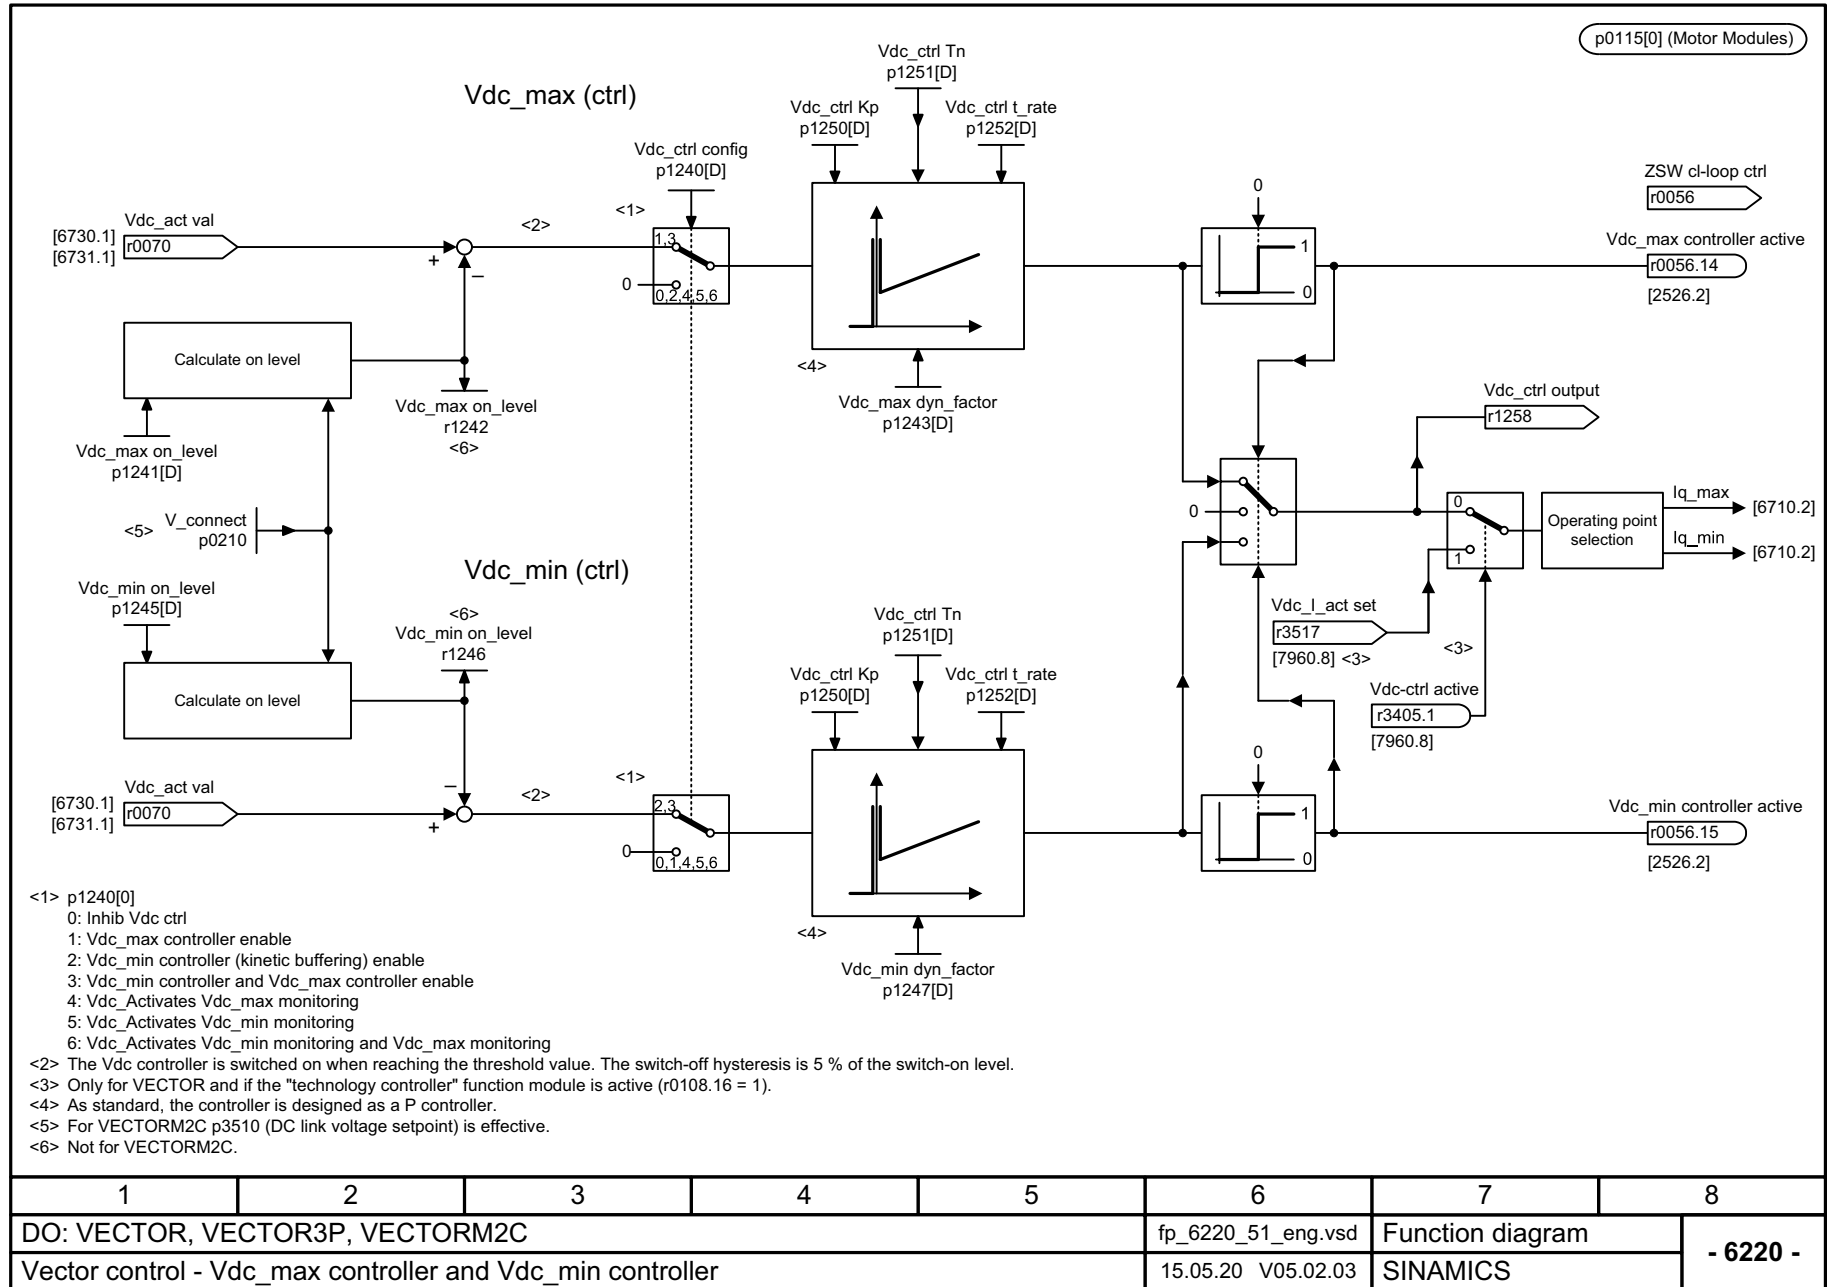 p0115[0] (Motor Modules)
Vdc_max (ctrl)
Vdc_ctrl Tn
p1251[D]
Vdc_ctrl Kp
p1250[D]
Vdc_ctrl t_rate
p1252[D]
Vdc_ctrl config
p1240[D]
<1>
<2>
Vdc_act val
[6730.1]
[6731.1]
r0070
+
–
1,3
0
0,2,4,5,6
0
1
0
ZSW cl-loop ctrl
r0056
Vdc_max controller active
r0056.14
[2526.2]
Calculate on level
Vdc_max on_level
p1241[D]
Vdc_max on_level
r1242
<6>
<4>
Vdc_max dyn_factor
p1243[D]
Vdc_ctrl output
r1258
<5>
V_connect
p0210
0
0
1
Operating point
selection
Iq_max
[6710.2]
Iq_min
[6710.2]
Vdc_min (ctrl)
Vdc_min on_level
p1245[D]
<6>
Vdc_min on_level
r1246
Calculate on level
Vdc_ctrl Tn
p1251[D]
Vdc_ctrl Kp
p1250[D]
Vdc_ctrl t_rate
p1252[D]
Vdc_I_act set
r3517
[7960.8] <3>
<3>
Vdc-ctrl active
r3405.1
[7960.8]
Vdc_act val
[6730.1]
[6731.1]
r0070
+
–
<2>
<1>
2,3
0
0,1,4,5,6
0
1
0
Vdc_min controller active
r0056.15
[2526.2]
<4>
Vdc_min dyn_factor
p1247[D]
<1> p1240[0]
0: Inhib Vdc ctrl
1: Vdc_max controller enable
2: Vdc_min controller (kinetic buffering) enable
3: Vdc_min controller and Vdc_max controller enable
4: Vdc_Activates Vdc_max monitoring
5: Vdc_Activates Vdc_min monitoring
6: Vdc_Activates Vdc_min monitoring and Vdc_max monitoring
<2> The Vdc controller is switched on when reaching the threshold value. The switch-off hysteresis is 5 % of the switch-on level.
<3> Only for VECTOR and if the "technology controller" function module is active (r0108.16 = 1).
<4> As standard, the controller is designed as a P controller.
<5> For VECTORM2C p3510 (DC link voltage setpoint) is effective.
<6> Not for VECTORM2C.
1 2 3 4 5 6 7 8
DO: VECTOR, VECTOR3P, VECTORM2C
fp_6220_51_eng.vsd
Function diagram
- 6220 -
Vector control - Vdc_max controller and Vdc_min controller
15.05.20 V05.02.03
SINAMICS